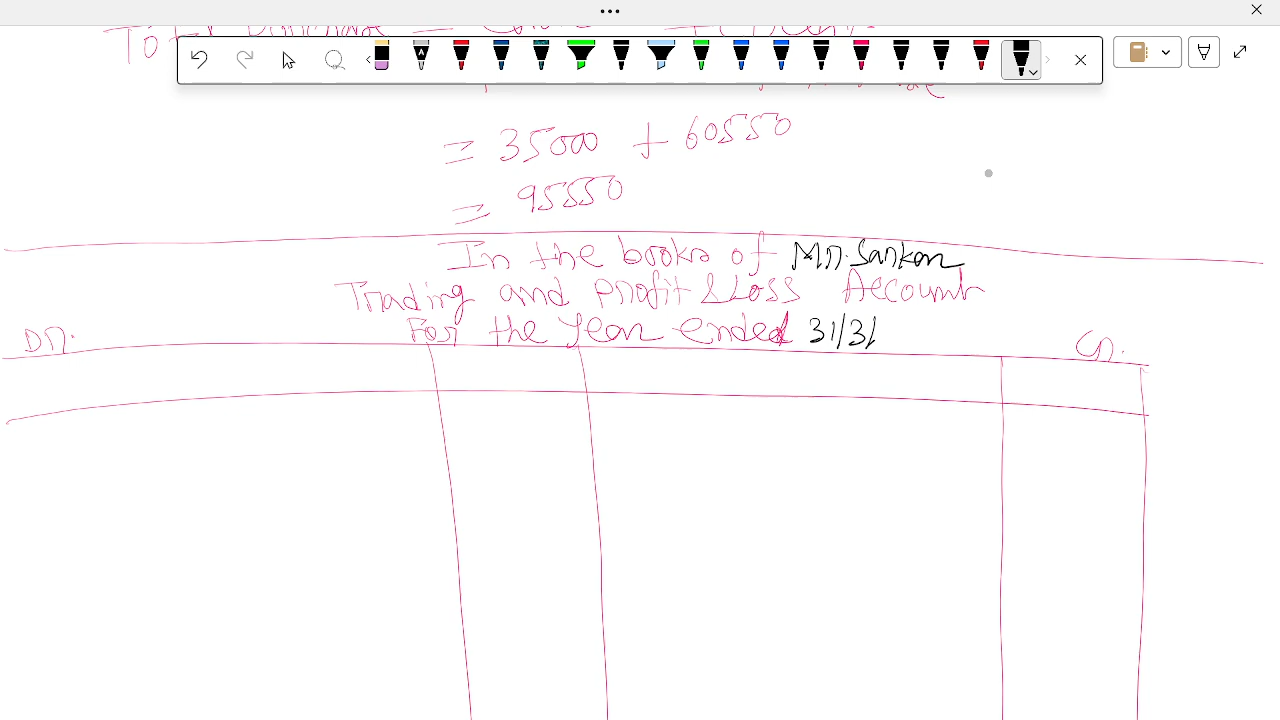 Total
= 35000 + 60550
= 95550
In the books of Mr. Sankar
Trading and Profit & Loss Account
For the Year ended 31/3/
Dr. Cr.